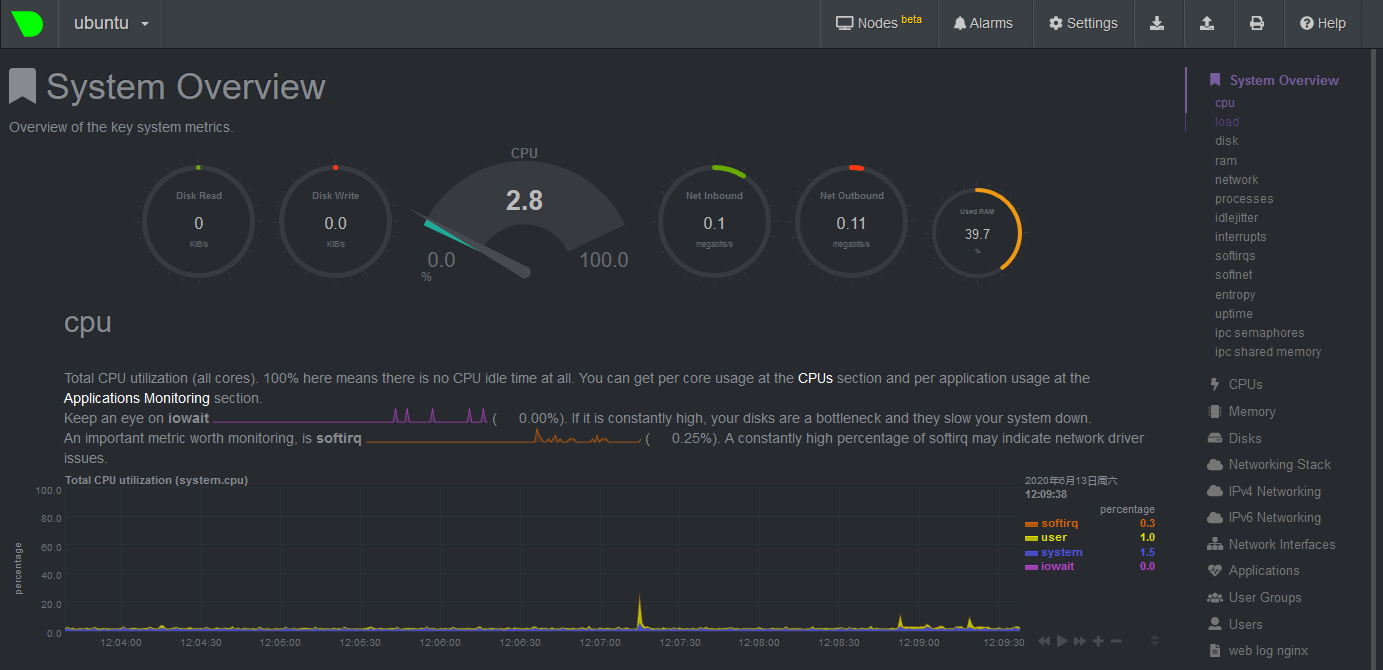 ubuntu
Nodes beta
Alarms
Settings
Help
System Overview
Overview of the key system metrics.
Disk Read
0
KiB/s
Disk Write
0.0
KiB/s
CPU
2.8
0.0
100.0
%
Net Inbound
0.1
megabits/s
Net Outbound
0.11
megabits/s
Used RAM
39.7
%
cpu
Total CPU utilization (all cores). 100% here means there is no CPU idle time at all. You can get per core usage at the CPUs section and per application usage at the
Applications Monitoring section.
Keep an eye on iowait ( 0.00%). If it is constantly high, your disks are a bottleneck and they slow your system down.
An important metric worth monitoring, is softirq ( 0.25%). A constantly high percentage of softirq may indicate network driver
issues.
Total CPU utilization (system.cpu)
percentage
100.0
80.0
60.0
40.0
20.0
0.0
12:04:00 12:04:30 12:05:00 12:05:30 12:06:00 12:06:30 12:07:00 12:07:30 12:08:00 12:08:30 12:09:00 12:09:30
2020年6月13日周六
12:09:38
percentage
softirq 0.3
user 1.0
system 1.5
iowait 0.0
System Overview
cpu
load
disk
ram
network
processes
idlejitter
interrupts
softirqs
softnet
entropy
uptime
ipc semaphores
ipc shared memory
CPUs
Memory
Disks
Networking Stack
IPv4 Networking
IPv6 Networking
Network Interfaces
Applications
User Groups
Users
web log nginx